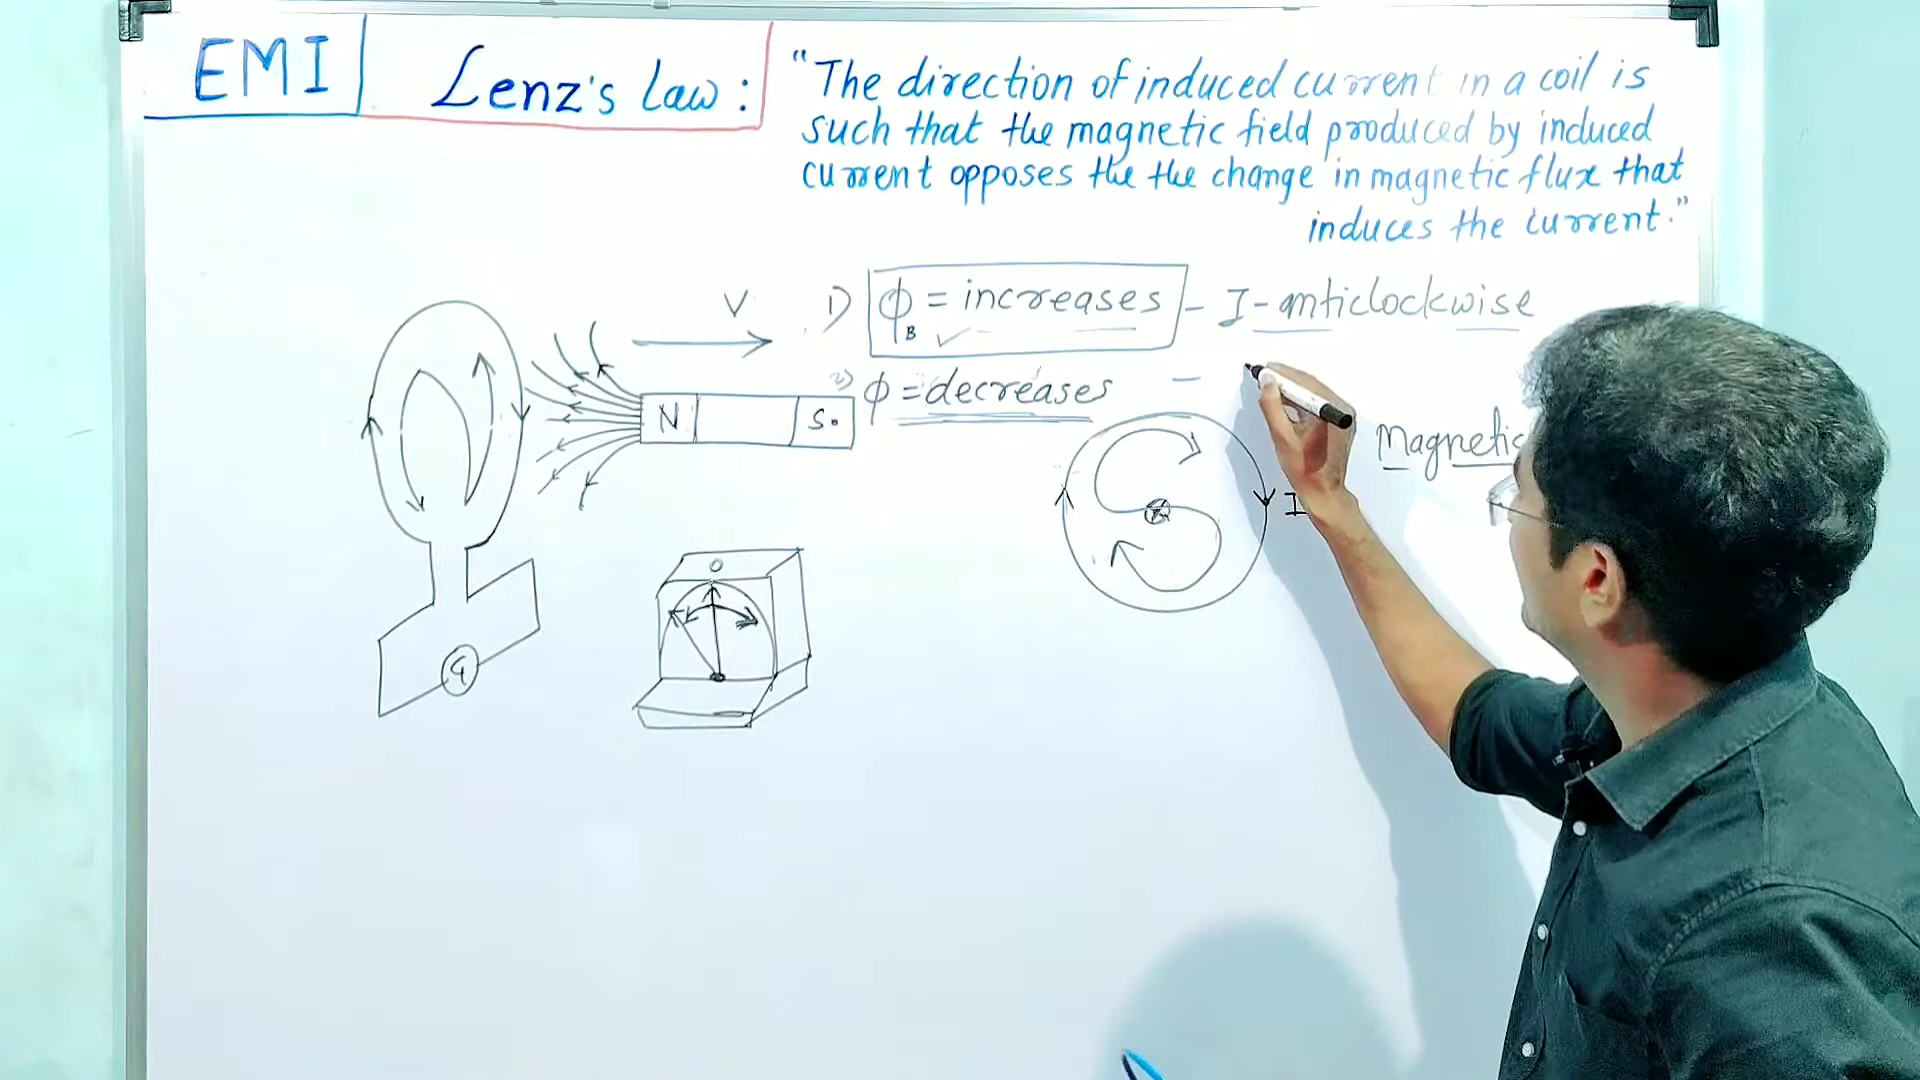 EMI
Lenz's Law :
"The direction of induced current in a coil is
such that the magnetic field produced by induced
current opposes the the change in magnetic flux that
induces the current."
V
1) ϕB = increases - I - anticlockwise
2) ϕ = decreases -
N S
Magnetic
S
I
O
G